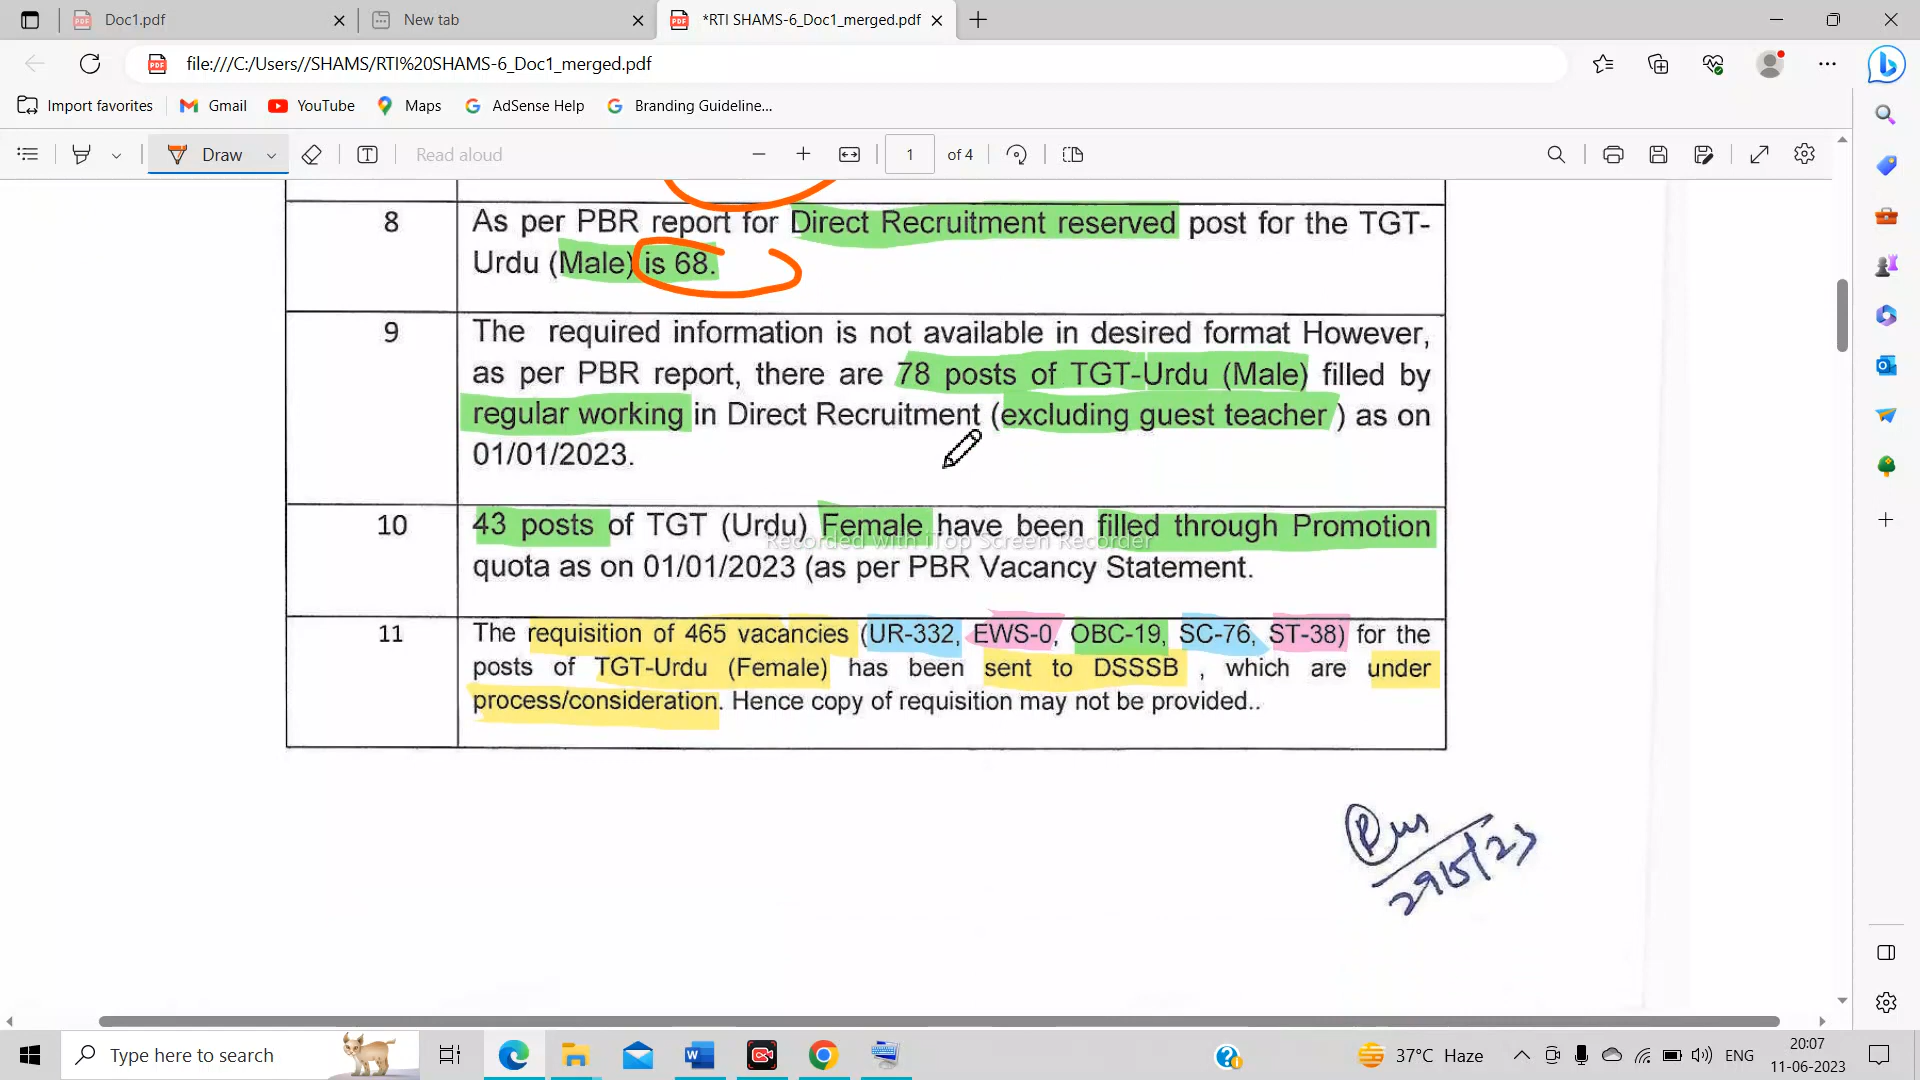 Doc1.pdf
New tab
*RTI SHAMS-6_Doc1_merged.pdf
file:///C:/Users//SHAMS/RTI%20SHAMS-6_Doc1_merged.pdf
Import favorites
Gmail
YouTube
Maps
AdSense Help
Branding Guideline...
Draw
Read aloud
1 of 4
8
As per PBR report for Direct Recruitment reserved post for the TGT-
Urdu (Male) is 68.
9
The required information is not available in desired format However,
as per PBR report, there are 78 posts of TGT-Urdu (Male) filled by
regular working in Direct Recruitment (excluding guest teacher ) as on
01/01/2023.
10
43 posts of TGT (Urdu) Female have been filled through Promotion
Recorded with iTop Screen Recorder
quota as on 01/01/2023 (as per PBR Vacancy Statement.
11
The requisition of 465 vacancies (UR-332, EWS-0, OBC-19, SC-76, ST-38) for the
posts of TGT-Urdu (Female) has been sent to DSSSB , which are under
process/consideration. Hence copy of requisition may not be provided..
29/5/23
Type here to search
37°C Haze
ENG
20:07
11-06-2023